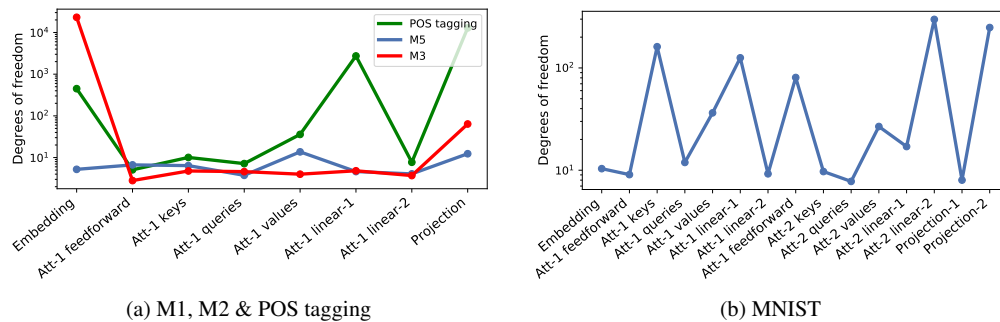 POS tagging
M5
M3
Degrees of freedom
10^4
10^3
10^2
10^1
Embedding
Att-1 feedforward
Att-1 keys
Att-1 queries
Att-1 values
Att-1 linear-1
Att-1 linear-2
Projection
(a) M1, M2 & POS tagging
Degrees of freedom
10^2
10^1
Embedding
Att-1 feedforward
Att-1 keys
Att-1 queries
Att-1 values
Att-1 linear-1
Att-1 linear-2
Att-1 feedforward
Att-2 keys
Att-2 queries
Att-2 values
Att-2 linear-1
Att-2 linear-2
Projection-1
Projection-2
(b) MNIST